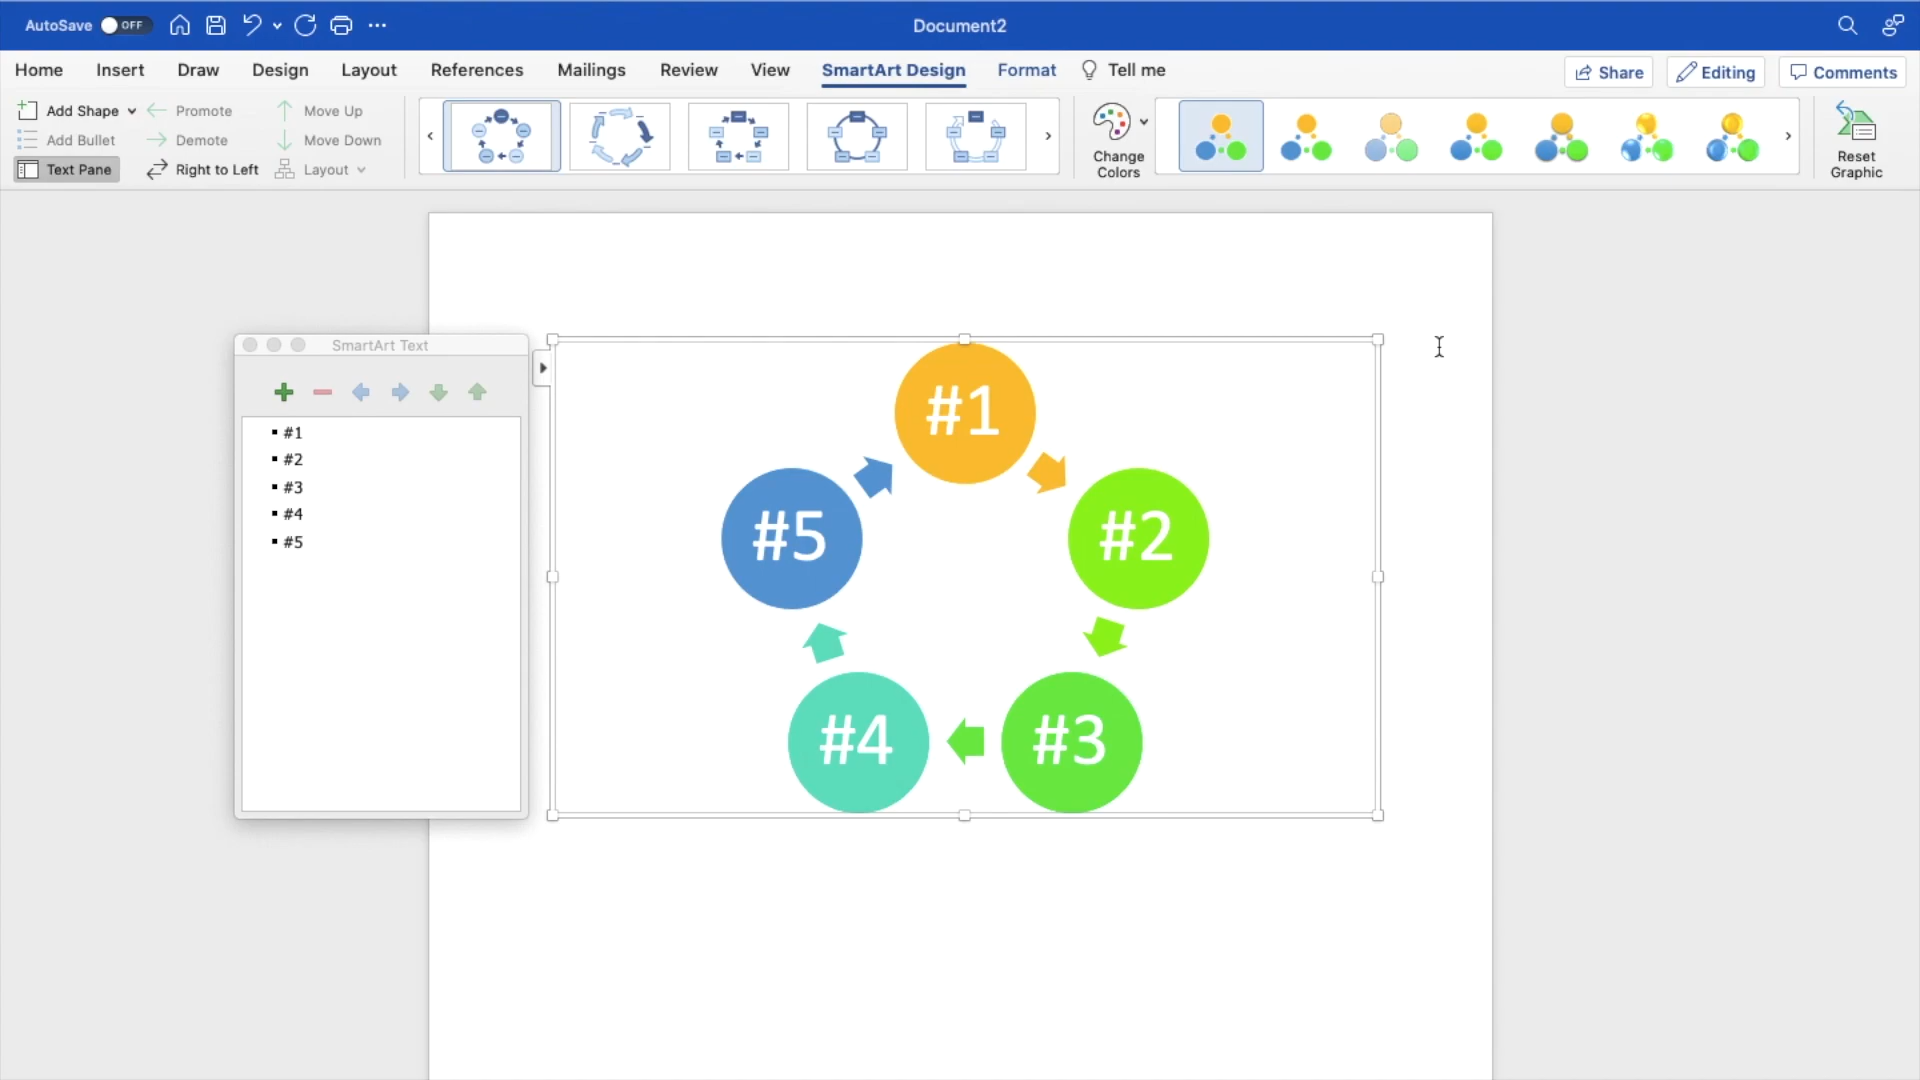 AutoSave OFF
Document2
Home Insert Draw Design Layout References Mailings Review View SmartArt Design Format Tell me
Share Editing Comments
Add Shape Promote Move Up
Add Bullet Demote Move Down
Text Pane Right to Left Layout
Change
Colors
Reset
Graphic
SmartArt Text
#1
#2
#3
#4
#5
#1
#2
#3
#4
#5